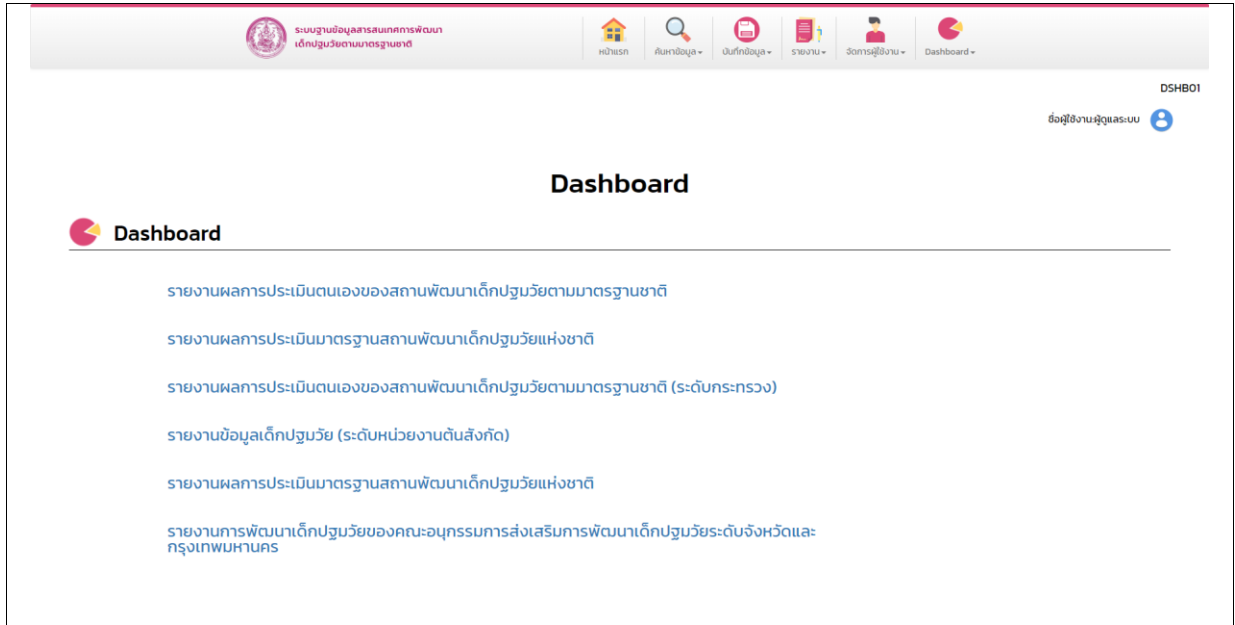 ระบบฐานข้อมูลสารสนเทศการพัฒนา
เด็กปฐมวัยตามมาตรฐานชาติ
หน้าแรก
ค้นหาข้อมูล
บันทึกข้อมูล
รายงาน
จัดการผู้ใช้งาน
Dashboard
DSHB01
ชื่อผู้ใช้งาน:ผู้ดูแลระบบ
Dashboard
Dashboard
รายงานผลการประเมินตนเองของสถานพัฒนาเด็กปฐมวัยตามมาตรฐานชาติ
รายงานผลการประเมินมาตรฐานสถานพัฒนาเด็กปฐมวัยแห่งชาติ
รายงานผลการประเมินตนเองของสถานพัฒนาเด็กปฐมวัยตามมาตรฐานชาติ (ระดับกระทรวง)
รายงานข้อมูลเด็กปฐมวัย (ระดับหน่วยงานต้นสังกัด)
รายงานผลการประเมินมาตรฐานสถานพัฒนาเด็กปฐมวัยแห่งชาติ
รายงานการพัฒนาเด็กปฐมวัยของคณะอนุกรรมการส่งเสริมการพัฒนาเด็กปฐมวัยระดับจังหวัดและ
กรุงเทพมหานคร